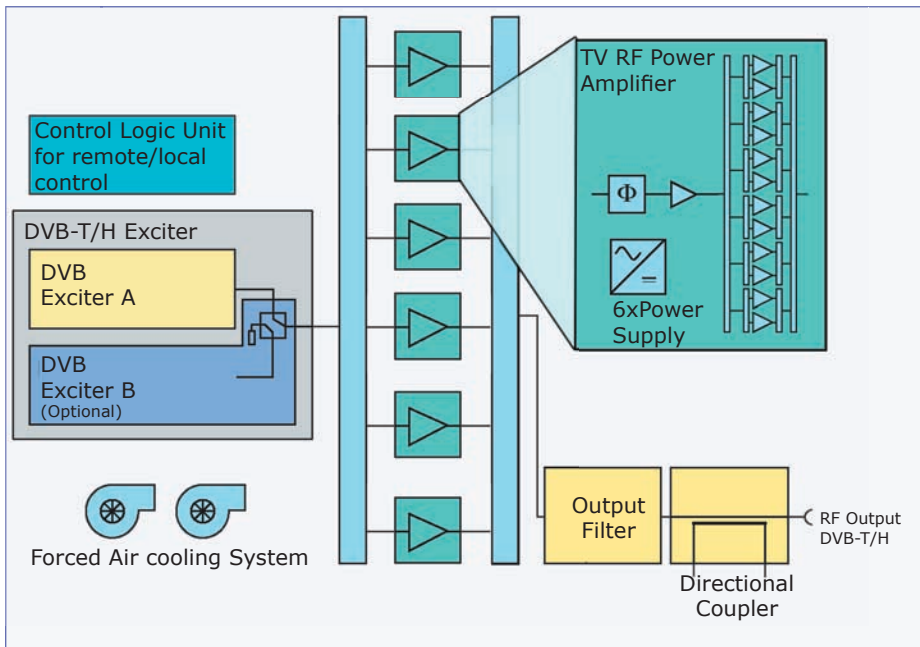 TV RF Power
Amplifier
Control Logic Unit
for remote/local
control
Φ
DVB-T/H Exciter
DVB
Exciter A
6xPower
Supply
DVB
Exciter B
(Optional)
Output
Filter
RF Output
DVB-T/H
Forced Air cooling System
Directional
Coupler